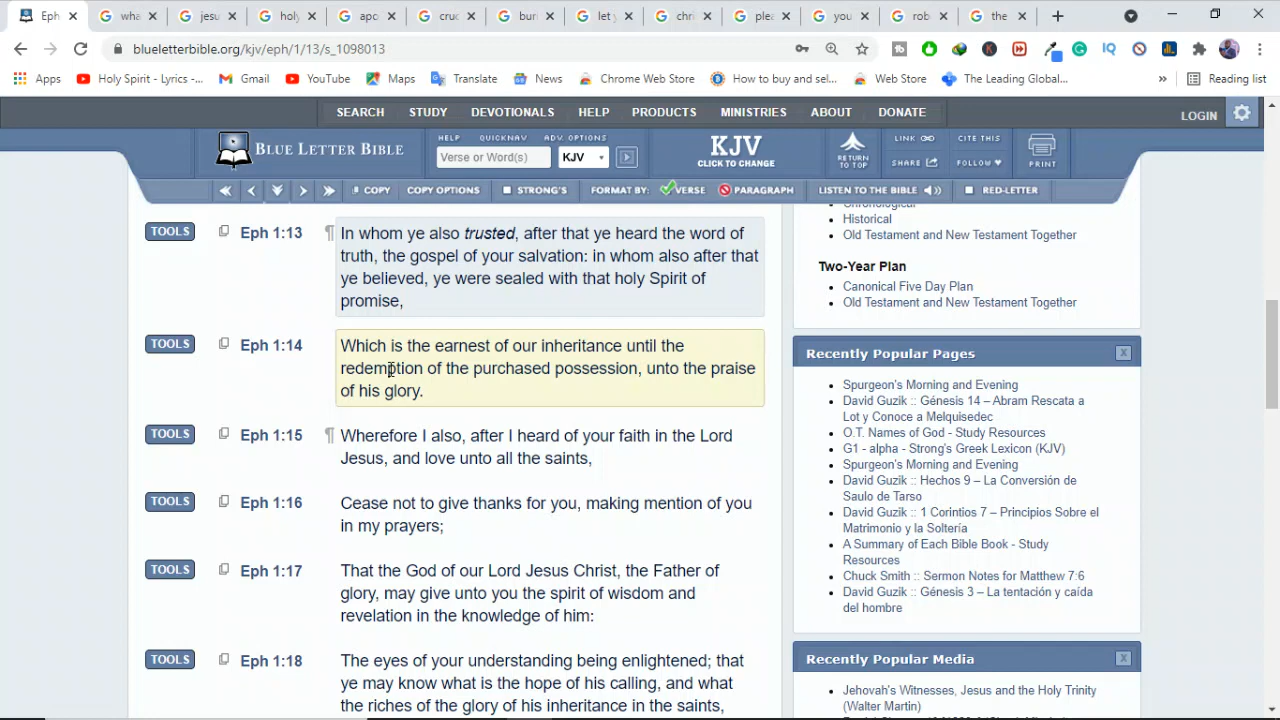 Eph
wha
jesu
holy
apo
cruc
buri
let y
chri
plea
you
rob
the
blueletterbible.org/kjv/eph/1/13/s_1098013
Apps
Holy Spirit - Lyrics -...
Gmail
YouTube
Maps
Translate
News
Chrome Web Store
How to buy and sel...
Web Store
The Leading Global...
»
Reading list
SEARCH STUDY DEVOTIONALS HELP PRODUCTS MINISTRIES ABOUT DONATE
LOGIN
BLUE LETTER BIBLE
HELP QUICKNAV ADV. OPTIONS
Verse or Word(s) KJV
KJV
CLICK TO CHANGE
RETURN
TO TOP
LINK CITE THIS
SHARE FOLLOW
PRINT
COPY COPY OPTIONS STRONG'S FORMAT BY: VERSE PARAGRAPH LISTEN TO THE BIBLE RED-LETTER
TOOLS Eph 1:13 ¶ In whom ye also trusted, after that ye heard the word of
truth, the gospel of your salvation: in whom also after that
ye believed, ye were sealed with that holy Spirit of
promise,
TOOLS Eph 1:14 Which is the earnest of our inheritance until the
redemption of the purchased possession, unto the praise
of his glory.
TOOLS Eph 1:15 ¶ Wherefore I also, after I heard of your faith in the Lord
Jesus, and love unto all the saints,
TOOLS Eph 1:16 Cease not to give thanks for you, making mention of you
in my prayers;
TOOLS Eph 1:17 That the God of our Lord Jesus Christ, the Father of
glory, may give unto you the spirit of wisdom and
revelation in the knowledge of him:
TOOLS Eph 1:18 The eyes of your understanding being enlightened; that
ye may know what is the hope of his calling, and what
the riches of the glory of his inheritance in the saints,
Chronological
Historical
Old Testament and New Testament Together
Two-Year Plan
Canonical Five Day Plan
Old Testament and New Testament Together
Recently Popular Pages X
Spurgeon's Morning and Evening
David Guzik :: Génesis 14 – Abram Rescata a
Lot y Conoce a Melquisedec
O.T. Names of God - Study Resources
G1 - alpha - Strong's Greek Lexicon (KJV)
Spurgeon's Morning and Evening
David Guzik :: Hechos 9 – La Conversión de
Saulo de Tarso
David Guzik :: 1 Corintios 7 – Principios Sobre el
Matrimonio y la Soltería
A Summary of Each Bible Book - Study
Resources
Chuck Smith :: Sermon Notes for Matthew 7:6
David Guzik :: Génesis 3 – La tentación y caída
del hombre
Recently Popular Media X
Jehovah's Witnesses, Jesus and the Holy Trinity
(Walter Martin)